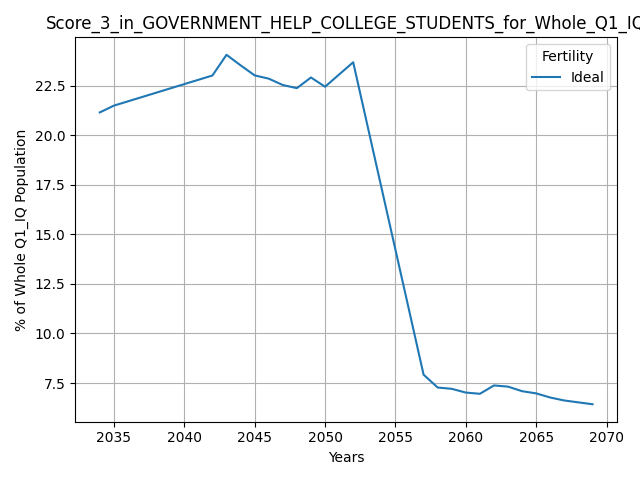 Score_3_in_GOVERNMENT_HELP_COLLEGE_STUDENTS_for_Whole_Q1_IQ
Fertility
Ideal
22.5
20.0
17.5
15.0
12.5
10.0
7.5
% of Whole Q1_IQ Population
2035 2040 2045 2050 2055 2060 2065 2070
Years